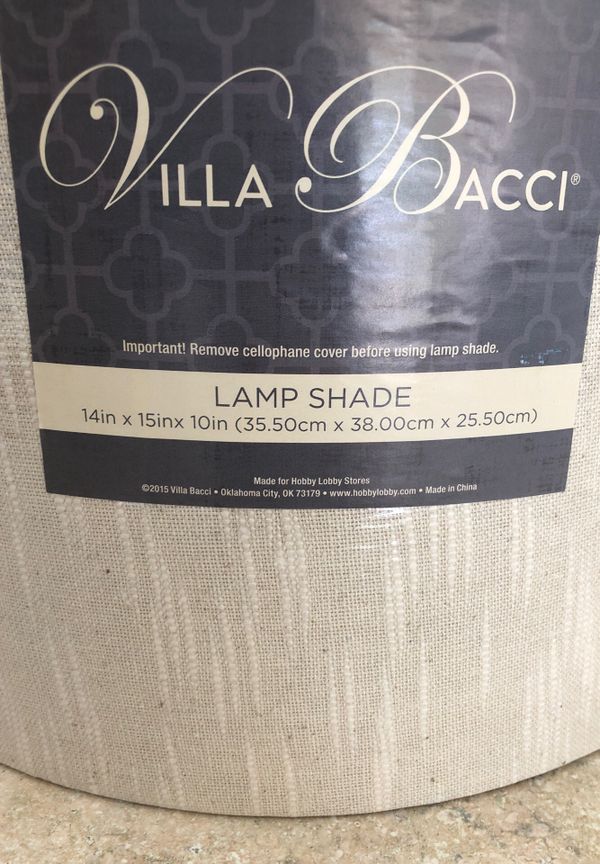 VILLA BACCI®
Important! Remove cellophane cover before using lamp shade.
LAMP SHADE
14in x 15inx 10in (35.50cm x 38.00cm x 25.50cm)
Made for Hobby Lobby Stores
©2015 Villa Bacci • Oklahoma City, OK 73179 • www.hobbylobby.com • Made in China